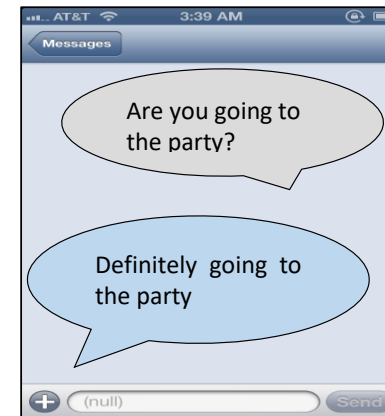 AT&T 3:39 AM
Messages
Are you going to
the party?
Definitely going to
the party
(null)
Send